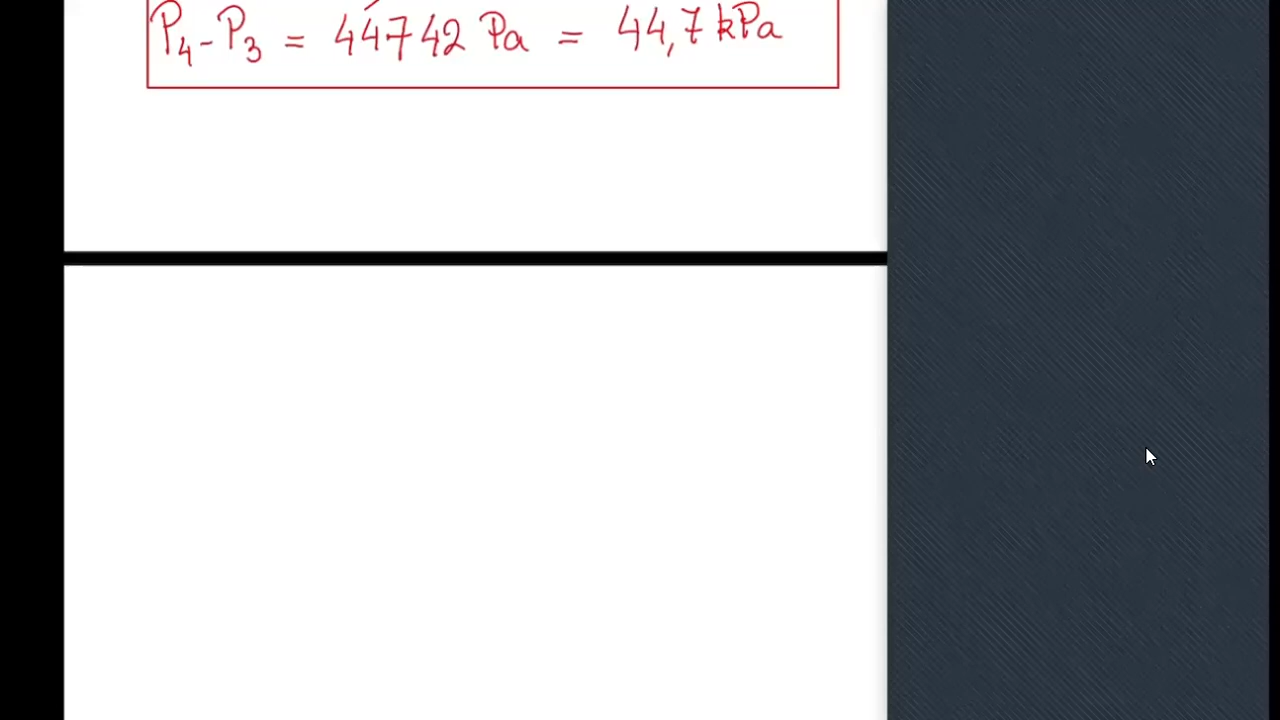 P₄-P₃ = 44742 Pa = 44,7 kPa